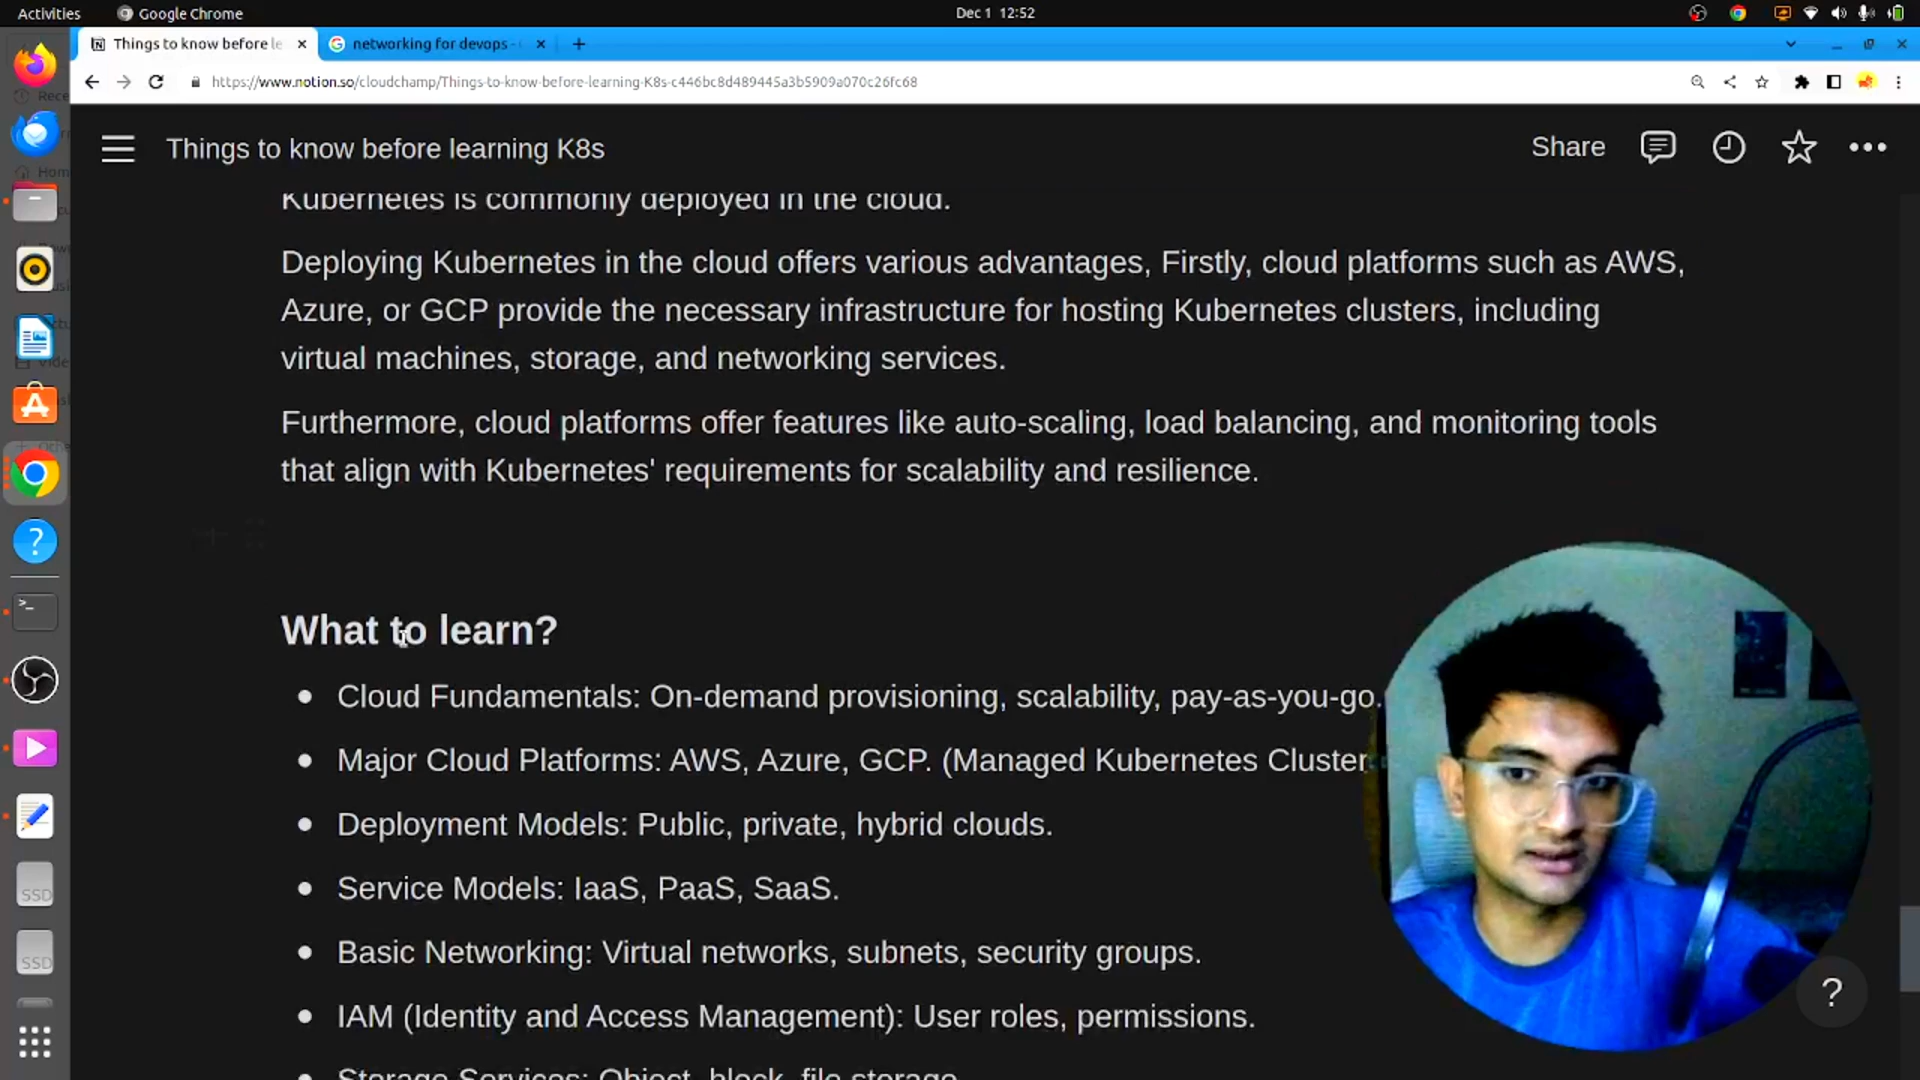 Activities
Google Chrome
Dec 1 12:52
Things to know before le
networking for devops -
https://www.notion.so/cloudchamp/Things-to-know-before-learning-K8s-c446bc8d489445a3b5909a070c26fc68
Things to know before learning K8s
Share
Kubernetes is commonly deployed in the cloud.
Deploying Kubernetes in the cloud offers various advantages, Firstly, cloud platforms such as AWS,
Azure, or GCP provide the necessary infrastructure for hosting Kubernetes clusters, including
virtual machines, storage, and networking services.
Furthermore, cloud platforms offer features like auto-scaling, load balancing, and monitoring tools
that align with Kubernetes' requirements for scalability and resilience.
What to learn?
• Cloud Fundamentals: On-demand provisioning, scalability, pay-as-you-go.
• Major Cloud Platforms: AWS, Azure, GCP. (Managed Kubernetes Cluster
• Deployment Models: Public, private, hybrid clouds.
• Service Models: IaaS, PaaS, SaaS.
• Basic Networking: Virtual networks, subnets, security groups.
• IAM (Identity and Access Management): User roles, permissions.
• Storage Services: Object, block, file storage
SSD
SSD
?